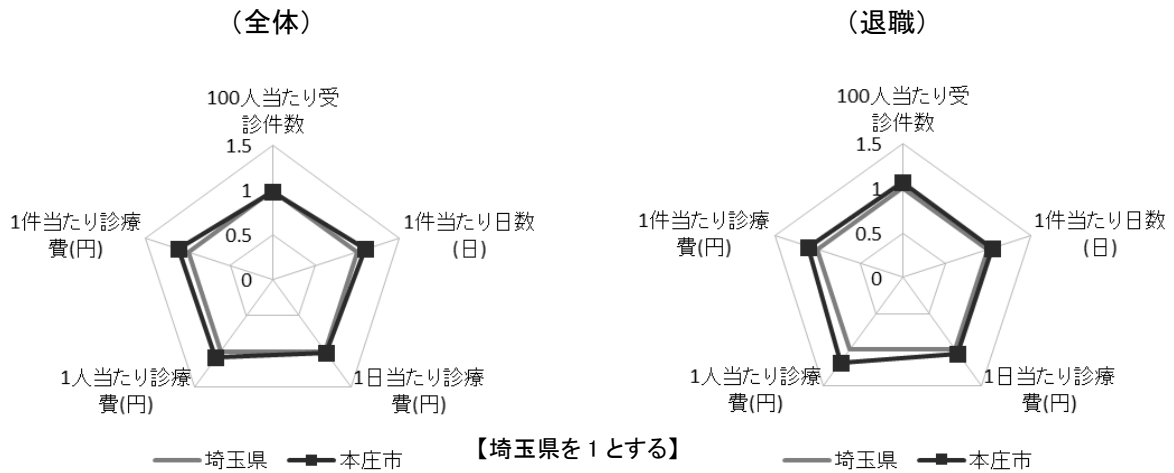 （全体）
100人当たり受
診件数
1.5
1
0.5
0
1件当たり日数
(日)
1日当たり診療
費(円)
1人当たり診療
費(円)
1件当たり診療
費(円)
埼玉県
本庄市
（退職）
100人当たり受
診件数
1.5
1
0.5
0
1件当たり日数
(日)
1日当たり診療
費(円)
1人当たり診療
費(円)
1件当たり診療
費(円)
埼玉県
本庄市
【埼玉県を１とする】